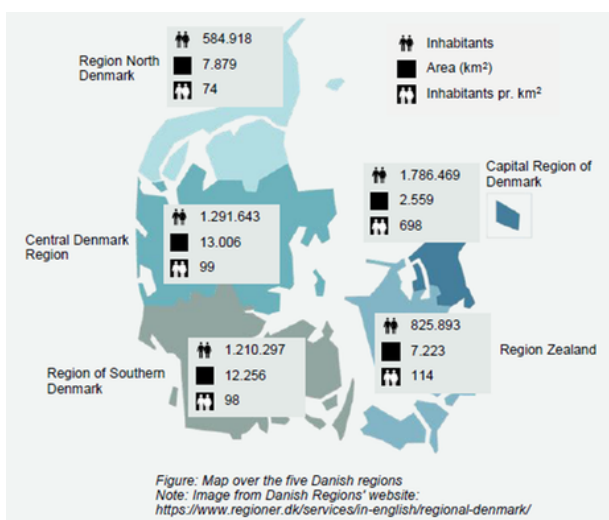 584.918
Region North
Denmark
7.879
74
Inhabitants
Area (km²)
Inhabitants pr. km²
1.786.469
Capital Region of
Denmark
2.559
698
1.291.643
Central Denmark
Region
13.006
99
825.893
Region Zealand
7.223
114
1.210.297
Region of Southern
Denmark
12.256
98
Figure: Map over the five Danish regions
Note: Image from Danish Regions' website:
https://www.regioner.dk/services/in-english/regional-denmark/